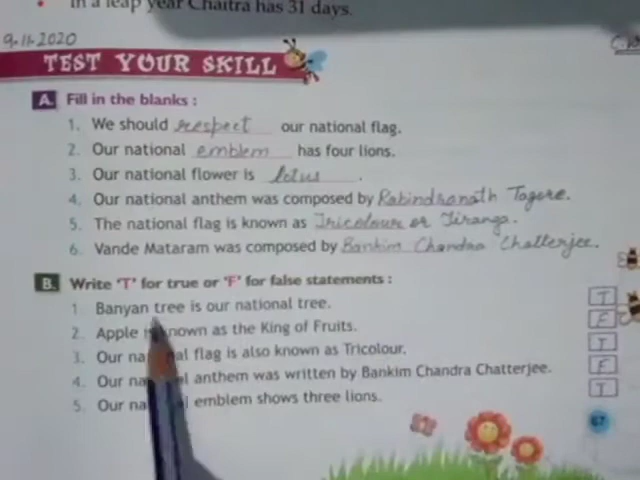 In a leap year Chaitra has 31 days.
9.11.2020
TEST YOUR SKILL
A. Fill in the blanks :
1. We should respect our national flag.
2. Our national emblem has four lions.
3. Our national flower is lotus.
4. Our national anthem was composed by Rabindranath Tagore.
5. The national flag is known as Tricolour or Tiranga.
6. Vande Mataram was composed by Bankim Chandra Chatterjee.
B. Write 'T' for true or 'F' for false statements :
1. Banyan tree is our national tree. T
2. Apple is known as the King of Fruits. F
3. Our national flag is also known as Tricolour. T
4. Our national anthem was written by Bankim Chandra Chatterjee. F
5. Our national emblem shows three lions. T
67